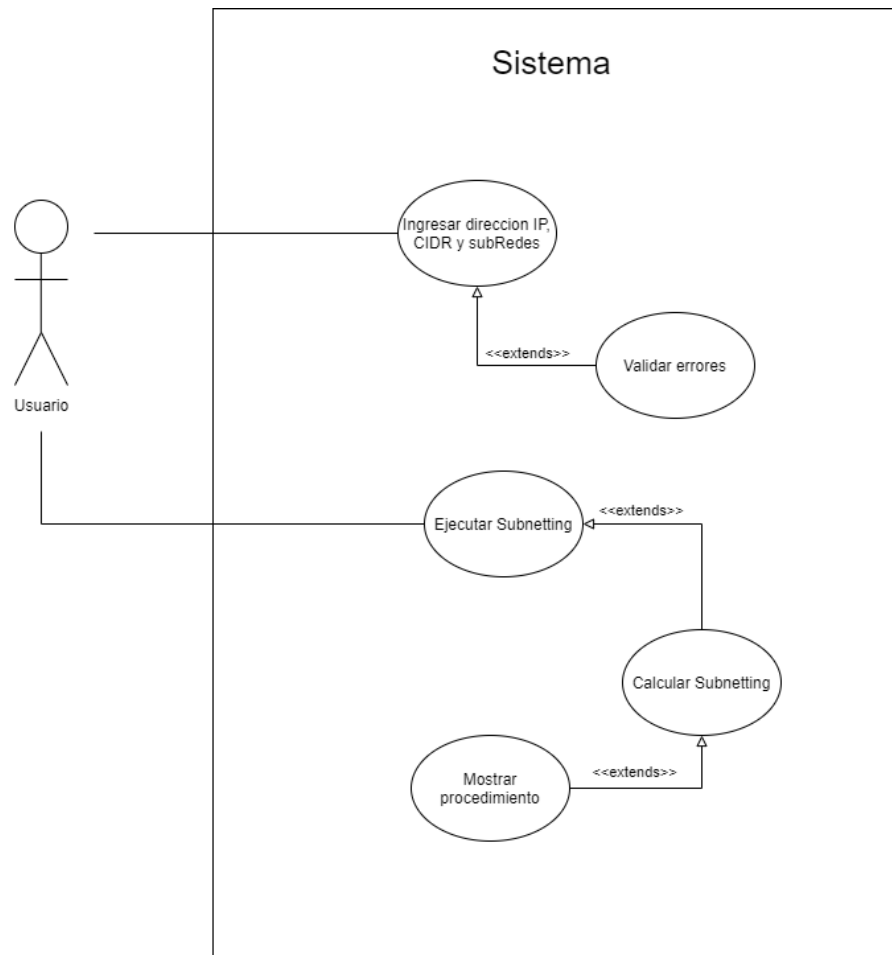 Sistema
Ingresar direccion IP,
CIDR y subRedes
<<extends>>
Validar errores
Usuario
<<extends>>
Ejecutar Subnetting
Calcular Subnetting
<<extends>>
Mostrar
procedimiento